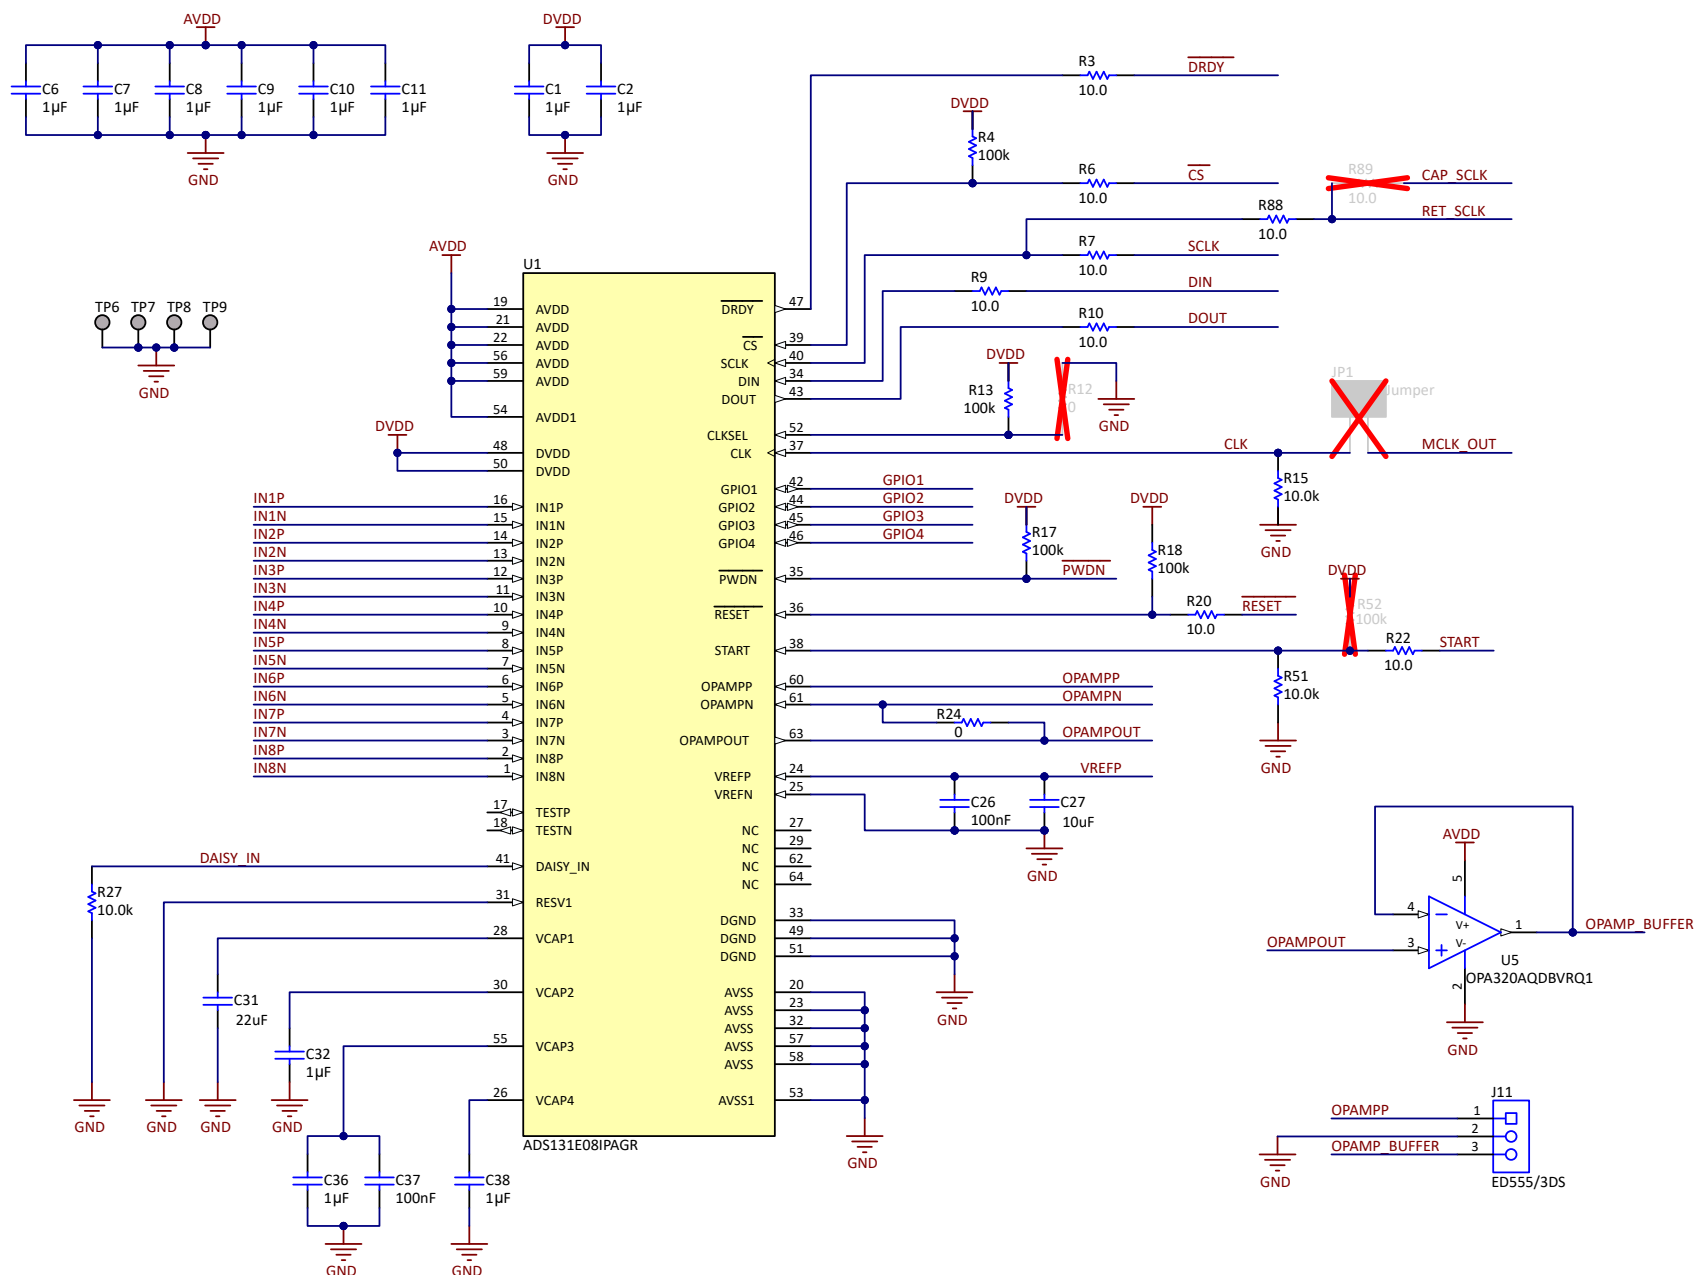 AVDD
C6
1µF
C7
1µF
C8
1µF
C9
1µF
C10
1µF
C11
1µF
GND
DVDD
C1
1µF
C2
1µF
GND
R3
10.0
DRDY
DVDD
R4
100k
R6
10.0
CS
R89
10.0
CAP_SCLK
R88
10.0
RET_SCLK
R7
10.0
SCLK
R9
10.0
DIN
R10
10.0
DOUT
TP6 TP7 TP8 TP9
GND
AVDD
U1
19 AVDD
21 AVDD
22 AVDD
56 AVDD
59 AVDD
54 AVDD1
DVDD
48 DVDD
50 DVDD
IN1P 16 IN1P
IN1N 15 IN1N
IN2P 14 IN2P
IN2N 13 IN2N
IN3P 12 IN3P
IN3N 11 IN3N
IN4P 10 IN4P
IN4N 9 IN4N
IN5P 8 IN5P
IN5N 7 IN5N
IN6P 6 IN6P
IN6N 5 IN6N
IN7P 4 IN7P
IN7N 3 IN7N
IN8P 2 IN8P
IN8N 1 IN8N
17 TESTP
18 TESTN
DAISY_IN 41 DAISY_IN
R27
10.0k
31 RESV1
28 VCAP1
30 VCAP2
55 VCAP3
26 VCAP4
C31
22uF
C32
1µF
GND GND GND GND
C36
1µF
C37
100nF
C38
1µF
GND
GND
DRDY 47
CS 39
SCLK 40
DIN 34
DOUT 43
CLKSEL 52
CLK 37
GPIO1 42 GPIO1
GPIO2 44 GPIO2
GPIO3 45 GPIO3
GPIO4 46 GPIO4
PWDN 35 PWDN
RESET 36
START 38
OPAMPP 60 OPAMPP
OPAMPN 61 OPAMPN
OPAMPOUT 63 OPAMPOUT
VREFP 24 VREFP
VREFN 25
NC 27
NC 29
NC 62
NC 64
DGND 33
DGND 49
DGND 51
AVSS 20
AVSS 23
AVSS 32
AVSS 57
AVSS 58
AVSS1 53
ADS131E08IPAGR
DVDD
R13
100k
R12
0
GND
JP1
Jumper
CLK
MCLK_OUT
R15
10.0k
GND
DVDD
R17
100k
DVDD
R18
100k
R20
10.0
RESET
DVDD
R52
100k
R22
10.0
START
R51
10.0k
GND
R24
0
C26
100nF
C27
10uF
GND
GND
GND
AVDD
5
4
V+
3
V-
1
2
OPAMPOUT
OPAMP_BUFFER
U5
OPA320AQDBVRQ1
GND
J11
OPAMPP 1
2
OPAMP_BUFFER 3
GND
ED555/3DS